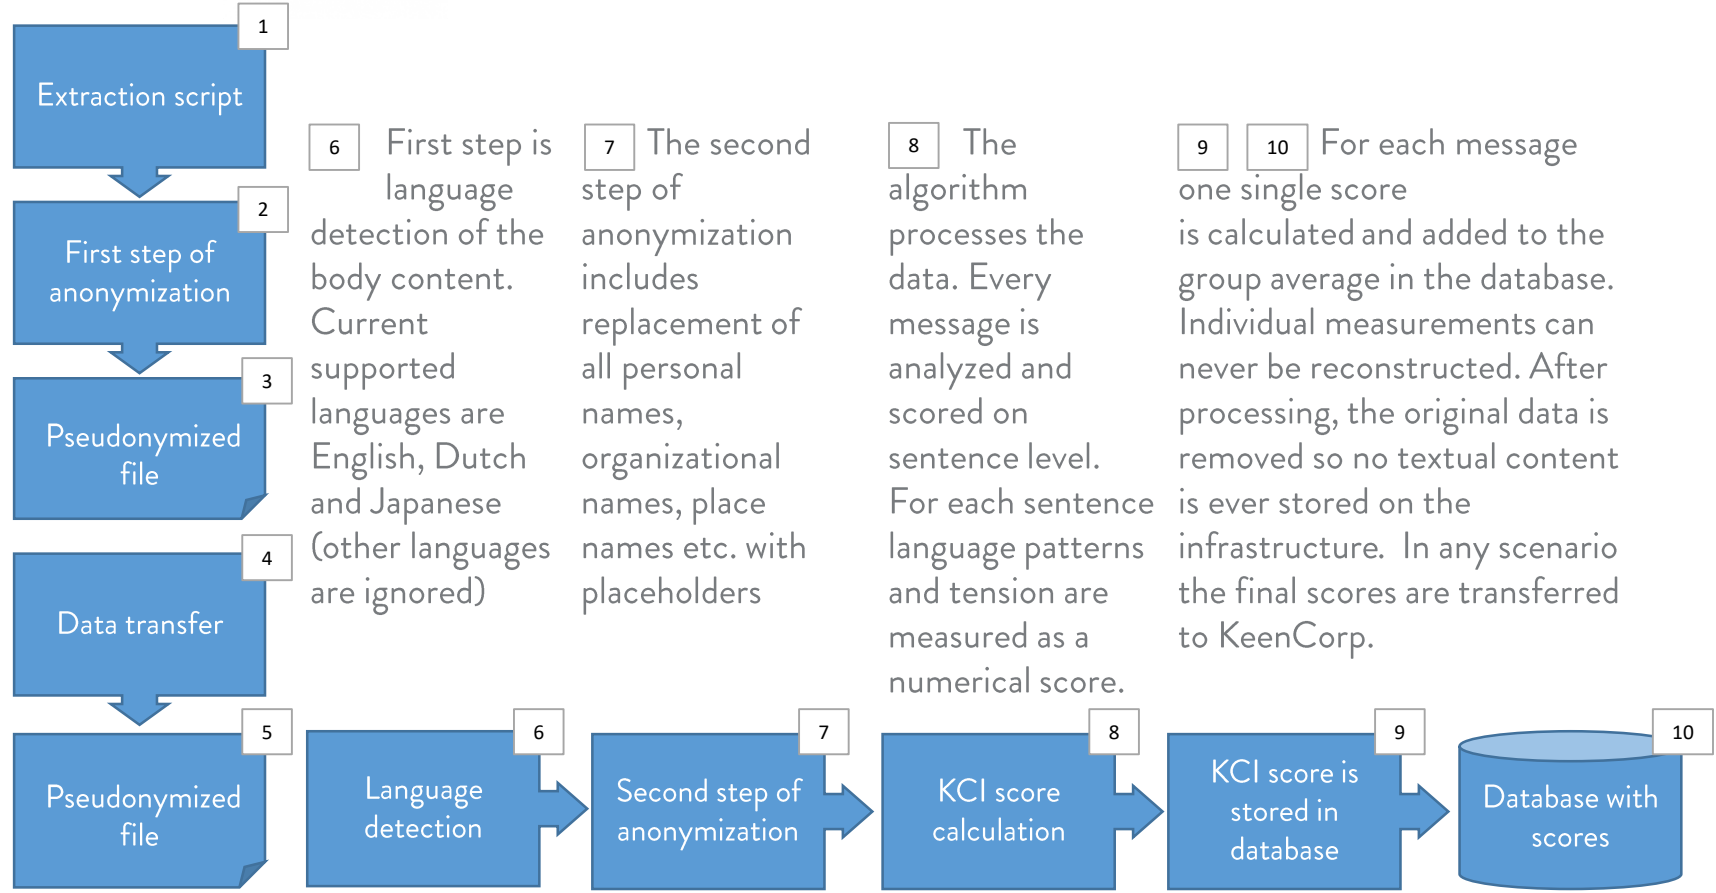 1
Extraction script
2
First step of
anonymization
3
Pseudonymized
file
4
Data transfer
5
Pseudonymized
file
6 First step is
language
detection of the
body content.
Current
supported
languages are
English, Dutch
and Japanese
(other languages
are ignored)
7 The second
step of
anonymization
includes
replacement of
all personal
names,
organizational
names, place
names etc. with
placeholders
8 The
algorithm
processes the
data. Every
message is
analyzed and
scored on
sentence level.
For each sentence
language patterns
and tension are
measured as a
numerical score.
9 10 For each message
one single score
is calculated and added to the
group average in the database.
Individual measurements can
never be reconstructed. After
processing, the original data is
removed so no textual content
is ever stored on the
infrastructure. In any scenario
the final scores are transferred
to KeenCorp.
6
Language
detection
7
Second step of
anonymization
8
KCI score
calculation
9
KCI score is
stored in
database
10
Database with
scores